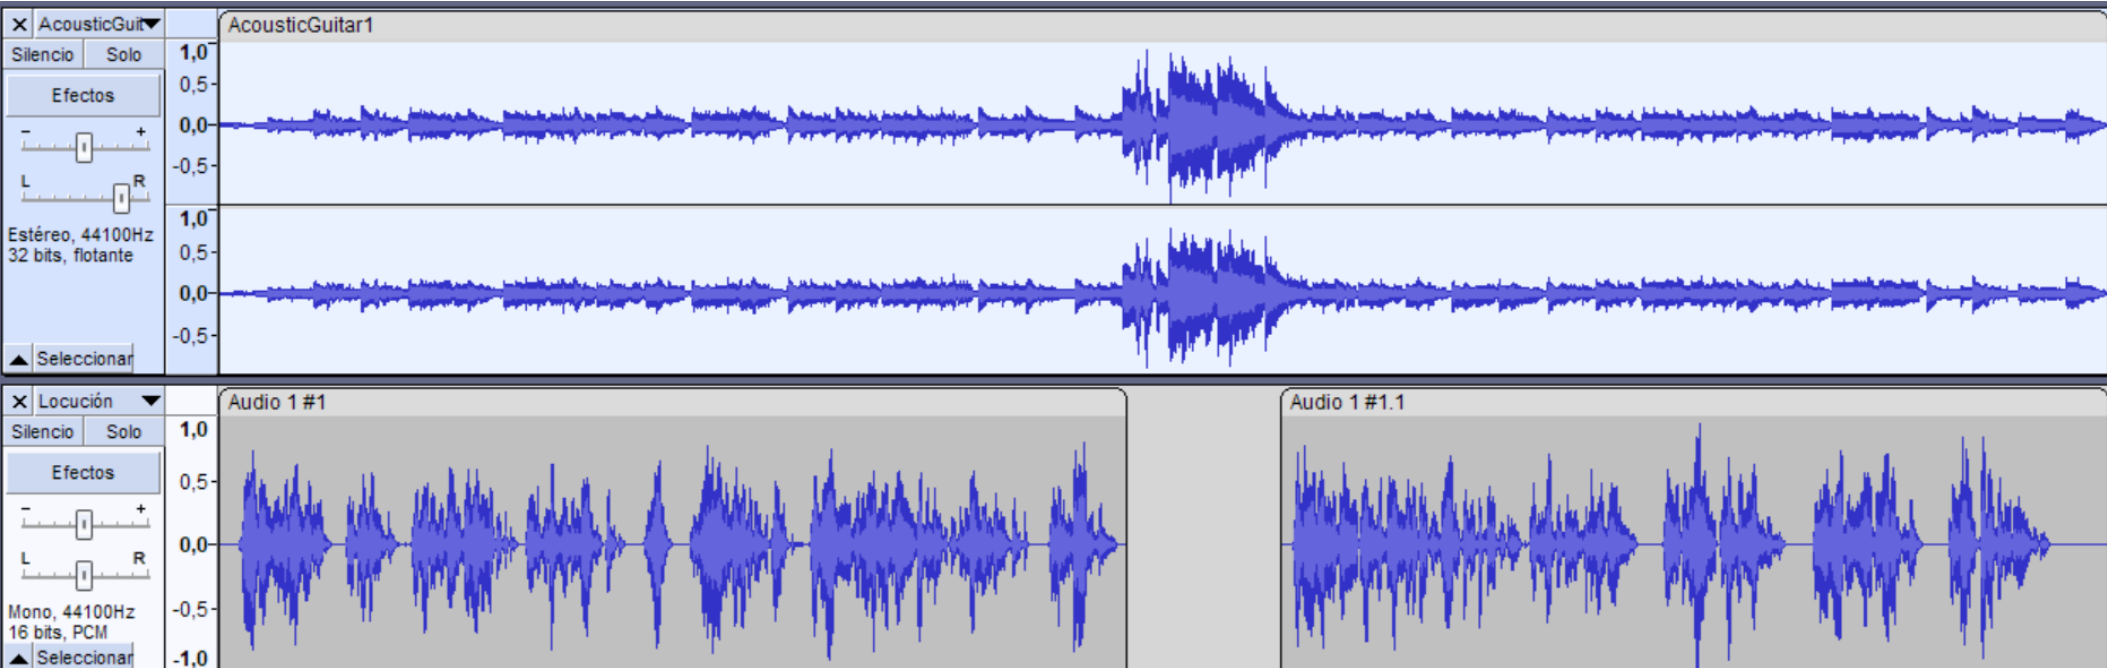 AcousticGuit
AcousticGuitar1
Silencio Solo
Efectos
- +
L R
Estéreo, 44100Hz
32 bits, flotante
Seleccionar
1,0
0,5
0,0
-0,5
1,0
0,5
0,0
-0,5
Locución
Audio 1 #1
Audio 1 #1.1
Silencio Solo
Efectos
- +
L R
Mono, 44100Hz
16 bits, PCM
Seleccionar
1,0
0,5
0,0
-0,5
-1,0